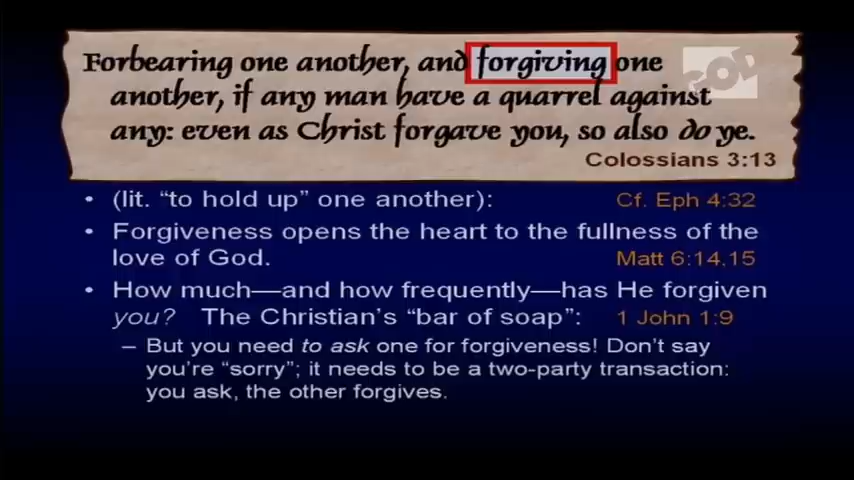 Forbearing one another, and forgiving one
another, if any man have a quarrel against
any: even as Christ forgave you, so also do ye.
Colossians 3:13
• (lit. “to hold up” one another): Cf. Eph 4:32
• Forgiveness opens the heart to the fullness of the
love of God. Matt 6:14,15
• How much—and how frequently—has He forgiven
you? The Christian’s “bar of soap”: 1 John 1:9
– But you need to ask one for forgiveness! Don’t say
you’re “sorry”; it needs to be a two-party transaction:
you ask, the other forgives.
GOD